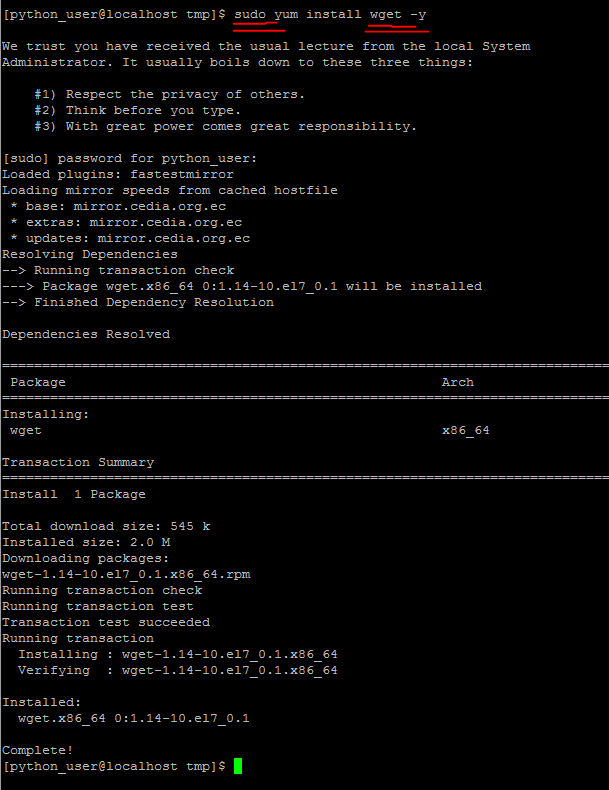 [python_user@localhost tmp]$ sudo yum install wget -y

We trust you have received the usual lecture from the local System
Administrator. It usually boils down to these three things:

    #1) Respect the privacy of others.
    #2) Think before you type.
    #3) With great power comes great responsibility.

[sudo] password for python_user:
Loaded plugins: fastestmirror
Loading mirror speeds from cached hostfile
 * base: mirror.cedia.org.ec
 * extras: mirror.cedia.org.ec
 * updates: mirror.cedia.org.ec
Resolving Dependencies
--> Running transaction check
---> Package wget.x86_64 0:1.14-10.el7_0.1 will be installed
--> Finished Dependency Resolution

Dependencies Resolved

============================================================================
 Package                                               Arch
============================================================================
Installing:
 wget                                                  x86_64

Transaction Summary
============================================================================
Install  1 Package

Total download size: 545 k
Installed size: 2.0 M
Downloading packages:
wget-1.14-10.el7_0.1.x86_64.rpm
Running transaction check
Running transaction test
Transaction test succeeded
Running transaction
  Installing : wget-1.14-10.el7_0.1.x86_64
  Verifying  : wget-1.14-10.el7_0.1.x86_64

Installed:
  wget.x86_64 0:1.14-10.el7_0.1

Complete!
[python_user@localhost tmp]$